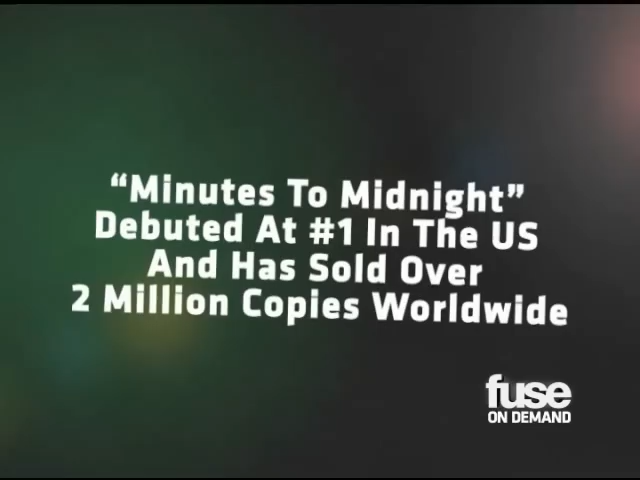 “Minutes To Midnight”
Debuted At #1 In The US
And Has Sold Over
2 Million Copies Worldwide
fuse
ON DEMAND